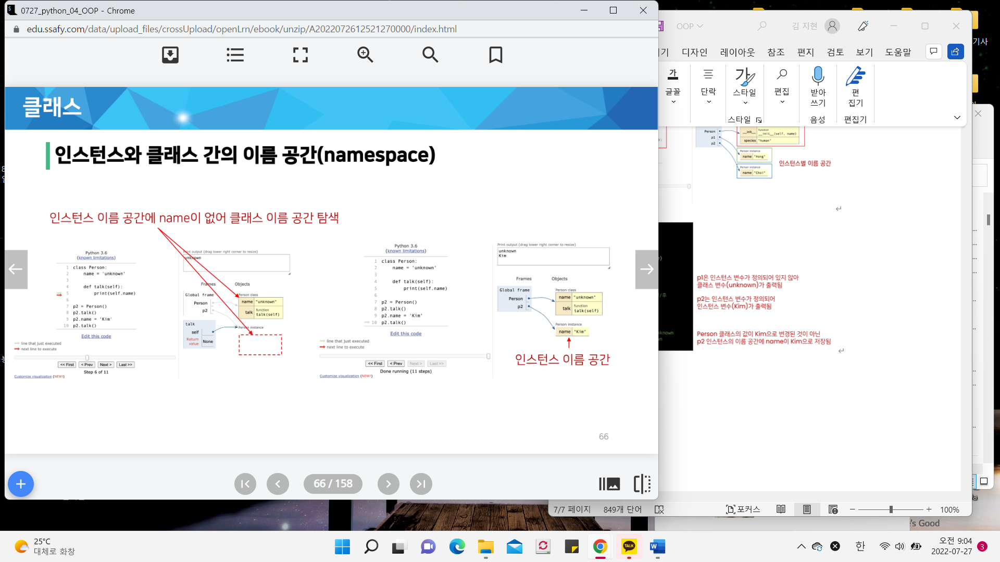 0727_python_04_OOP - Chrome
edu.ssafy.com/data/upload_files/crossUpload/openLrn/ebook/unzip/A2022072612521270000/index.html
클래스
인스턴스와 클래스 간의 이름 공간(namespace)
인스턴스 이름 공간에 name이 없어 클래스 이름 공간 탐색
Python 3.6
(known limitations)
1 class Person:
2 name = 'unknown'
3
4 def talk(self):
5 print(self.name)
6
7 p2 = Person()
8 p2.talk()
9 p2.name = 'Kim'
10 p2.talk()
Edit this code
line that just executed
next line to execute
<< First
< Prev
Next >
Last >>
Step 6 of 11
Customize visualization (NEW!)
Print output (drag lower right corner to resize)
unknown
Frames
Objects
Global frame
Person
p2
Person class
name "unknown"
talk
function
talk(self)
talk
self
Return
value
None
Person instance
Python 3.6
(known limitations)
1 class Person:
2 name = 'unknown'
3
4 def talk(self):
5 print(self.name)
6
7 p2 = Person()
8 p2.talk()
9 p2.name = 'Kim'
10 p2.talk()
Edit this code
line that just executed
next line to execute
<< First
< Prev
Next >
Last >>
Done running (11 steps)
Customize visualization (NEW!)
Print output (drag lower right corner to resize)
unknown
Kim
Frames
Objects
Global frame
Person
p2
Person class
name "unknown"
talk
function
talk(self)
Person instance
name "Kim"
인스턴스 이름 공간
66
66 / 158
OOP
김 지현
디자인
레이아웃
참조
편지
검토
보기
도움말
가
글꼴
단락
가
스타일
편집
받아
쓰기
편
집기
스타일
음성
편집기
Person
p1
p2
__init__
function
__init__(self, name)
species "human"
Person instance
name "Hong"
Person instance
name "Choi"
인스턴스별 이름 공간
p1은 인스턴스 변수가 정의되어 있지 않아
클래스 변수(unknown)가 출력됨
p2는 인스턴스 변수가 정의되어
인스턴스 변수(Kim)가 출력됨
Person 클래스의 값이 Kim으로 변경된 것이 아닌
p2 인스턴스의 이름 공간에 name이 Kim으로 저장됨
7/7 페이지
849개 단어
포커스
100%
기사
's Good
25°C
대체로 화창
TALK
한
오전 9:04
2022-07-27
3